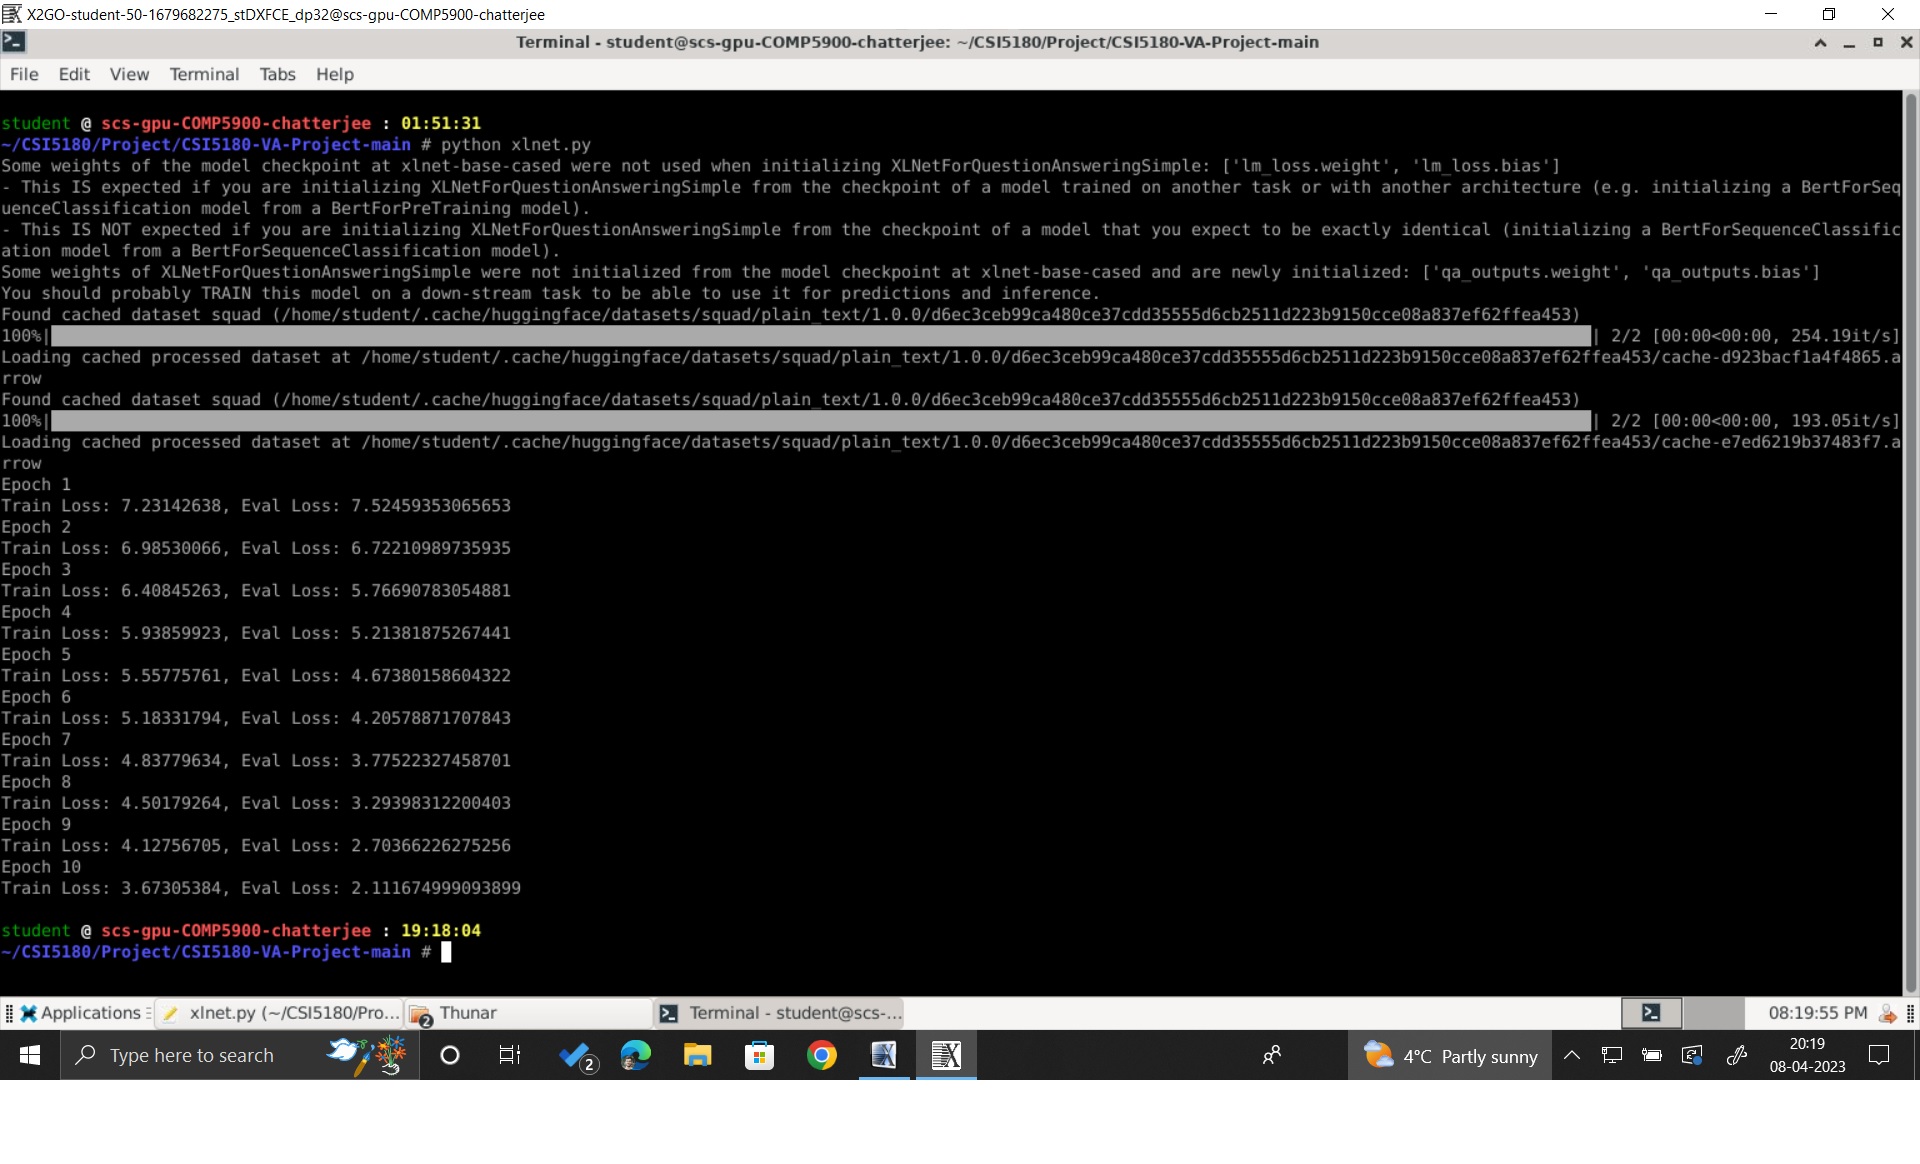 X2GO-student-50-1679682275_stDXFCE_dp32@scs-gpu-COMP5900-chatterjee
Terminal - student@scs-gpu-COMP5900-chatterjee: ~/CSI5180/Project/CSI5180-VA-Project-main
File Edit View Terminal Tabs Help
student @ scs-gpu-COMP5900-chatterjee : 01:51:31
~/CSI5180/Project/CSI5180-VA-Project-main # python xlnet.py
Some weights of the model checkpoint at xlnet-base-cased were not used when initializing XLNetForQuestionAnsweringSimple: ['lm_loss.weight', 'lm_loss.bias']
- This IS expected if you are initializing XLNetForQuestionAnsweringSimple from the checkpoint of a model trained on another task or with another architecture (e.g. initializing a BertForSeq
uenceClassification model from a BertForPreTraining model).
- This IS NOT expected if you are initializing XLNetForQuestionAnsweringSimple from the checkpoint of a model that you expect to be exactly identical (initializing a BertForSequenceClassific
ation model from a BertForSequenceClassification model).
Some weights of XLNetForQuestionAnsweringSimple were not initialized from the model checkpoint at xlnet-base-cased and are newly initialized: ['qa_outputs.weight', 'qa_outputs.bias']
You should probably TRAIN this model on a down-stream task to be able to use it for predictions and inference.
Found cached dataset squad (/home/student/.cache/huggingface/datasets/squad/plain_text/1.0.0/d6ec3ceb99ca480ce37cdd35555d6cb2511d223b9150cce08a837ef62ffea453)
100%| | 2/2 [00:00<00:00, 254.19it/s]
Loading cached processed dataset at /home/student/.cache/huggingface/datasets/squad/plain_text/1.0.0/d6ec3ceb99ca480ce37cdd35555d6cb2511d223b9150cce08a837ef62ffea453/cache-d923bacf1a4f4865.a
rrow
Found cached dataset squad (/home/student/.cache/huggingface/datasets/squad/plain_text/1.0.0/d6ec3ceb99ca480ce37cdd35555d6cb2511d223b9150cce08a837ef62ffea453)
100%| | 2/2 [00:00<00:00, 193.05it/s]
Loading cached processed dataset at /home/student/.cache/huggingface/datasets/squad/plain_text/1.0.0/d6ec3ceb99ca480ce37cdd35555d6cb2511d223b9150cce08a837ef62ffea453/cache-e7ed6219b37483f7.a
rrow
Epoch 1
Train Loss: 7.23142638, Eval Loss: 7.52459353065653
Epoch 2
Train Loss: 6.98530066, Eval Loss: 6.72210989735935
Epoch 3
Train Loss: 6.40845263, Eval Loss: 5.76690783054881
Epoch 4
Train Loss: 5.93859923, Eval Loss: 5.21381875267441
Epoch 5
Train Loss: 5.55775761, Eval Loss: 4.67380158604322
Epoch 6
Train Loss: 5.18331794, Eval Loss: 4.20578871707843
Epoch 7
Train Loss: 4.83779634, Eval Loss: 3.77522327458701
Epoch 8
Train Loss: 4.50179264, Eval Loss: 3.29398312200403
Epoch 9
Train Loss: 4.12756705, Eval Loss: 2.70366226275256
Epoch 10
Train Loss: 3.67305384, Eval Loss: 2.111674999093899
student @ scs-gpu-COMP5900-chatterjee : 19:18:04
~/CSI5180/Project/CSI5180-VA-Project-main #
Applications xlnet.py (~/CSI5180/Pro... 2 Thunar Terminal - student@scs-... 08:19:55 PM
Type here to search 2 4°C Partly sunny 20:19
08-04-2023